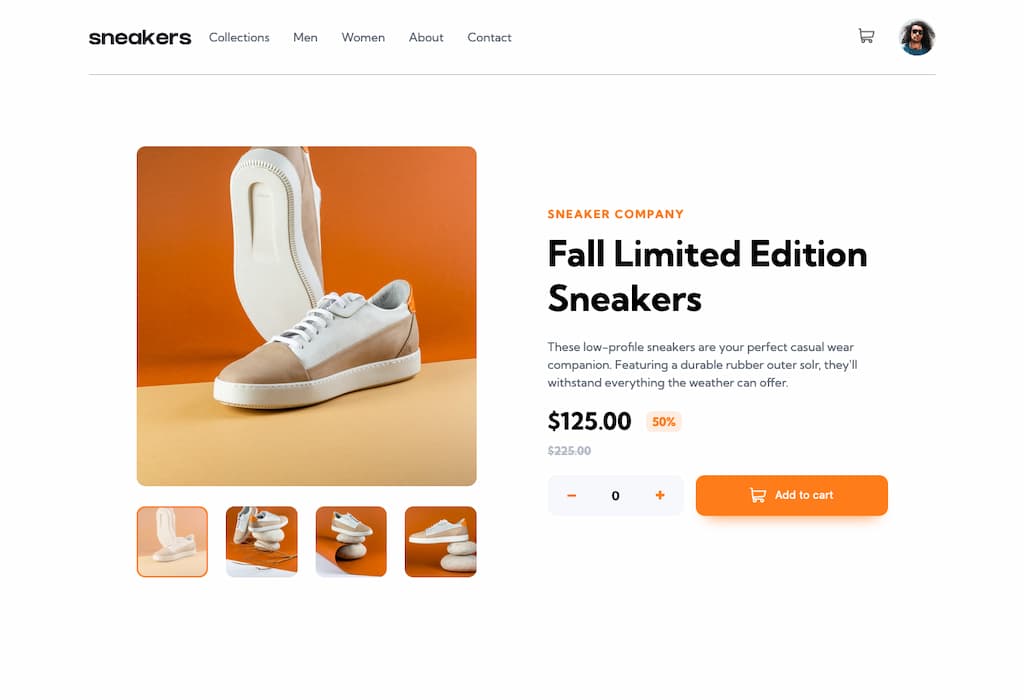 sneakers Collections Men Women About Contact
SNEAKER COMPANY
Fall Limited Edition
Sneakers
These low-profile sneakers are your perfect casual wear
companion. Featuring a durable rubber outer solr, they'll
withstand everything the weather can offer.
$125.00 50%
$225.00
− 0 + Add to cart